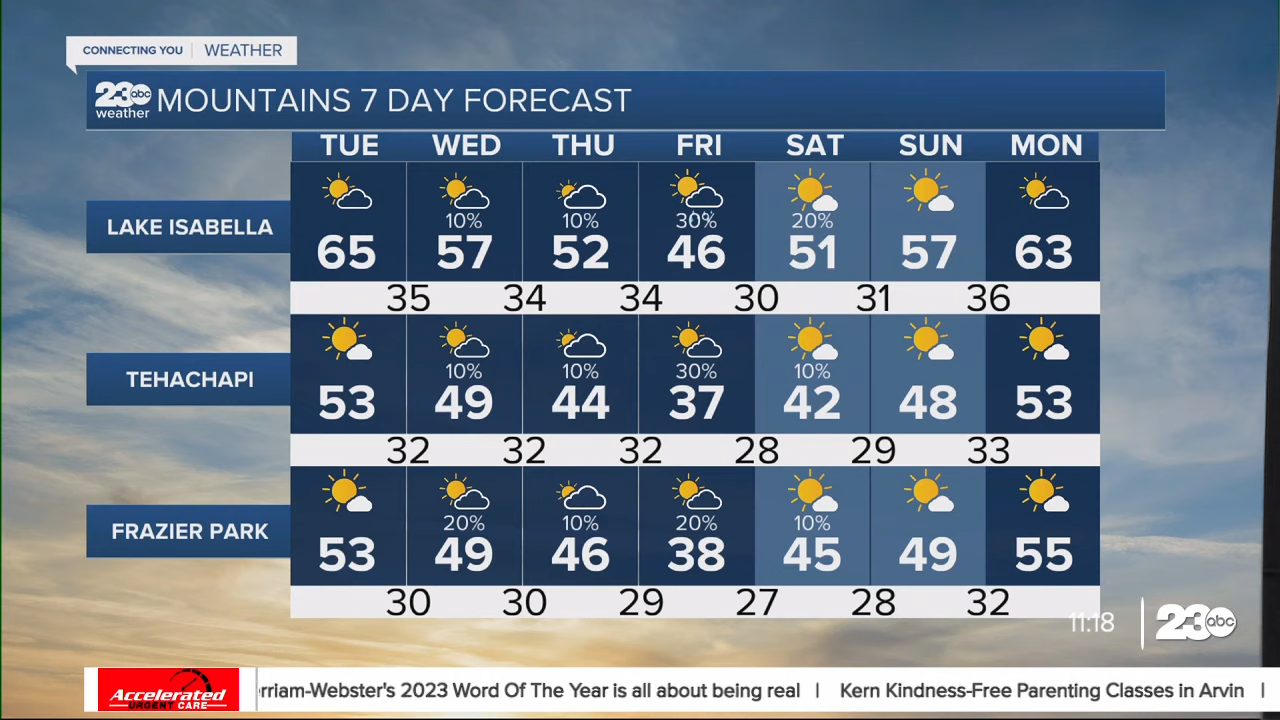 CONNECTING YOU | WEATHER
23 abc weather MOUNTAINS 7 DAY FORECAST
TUE WED THU FRI SAT SUN MON
10% 10% 30% 20%
LAKE ISABELLA 65 57 52 46 51 57 63
35 34 34 30 31 36
10% 10% 30% 10%
TEHACHAPI 53 49 44 37 42 48 53
32 32 32 28 29 33
20% 10% 20% 10%
FRAZIER PARK 53 49 46 38 45 49 55
30 30 29 27 28 32
11:18 23 abc
Accelerated
URGENT CARE
erriam-Webster's 2023 Word Of The Year is all about being real | Kern Kindness-Free Parenting Classes in Arvin |